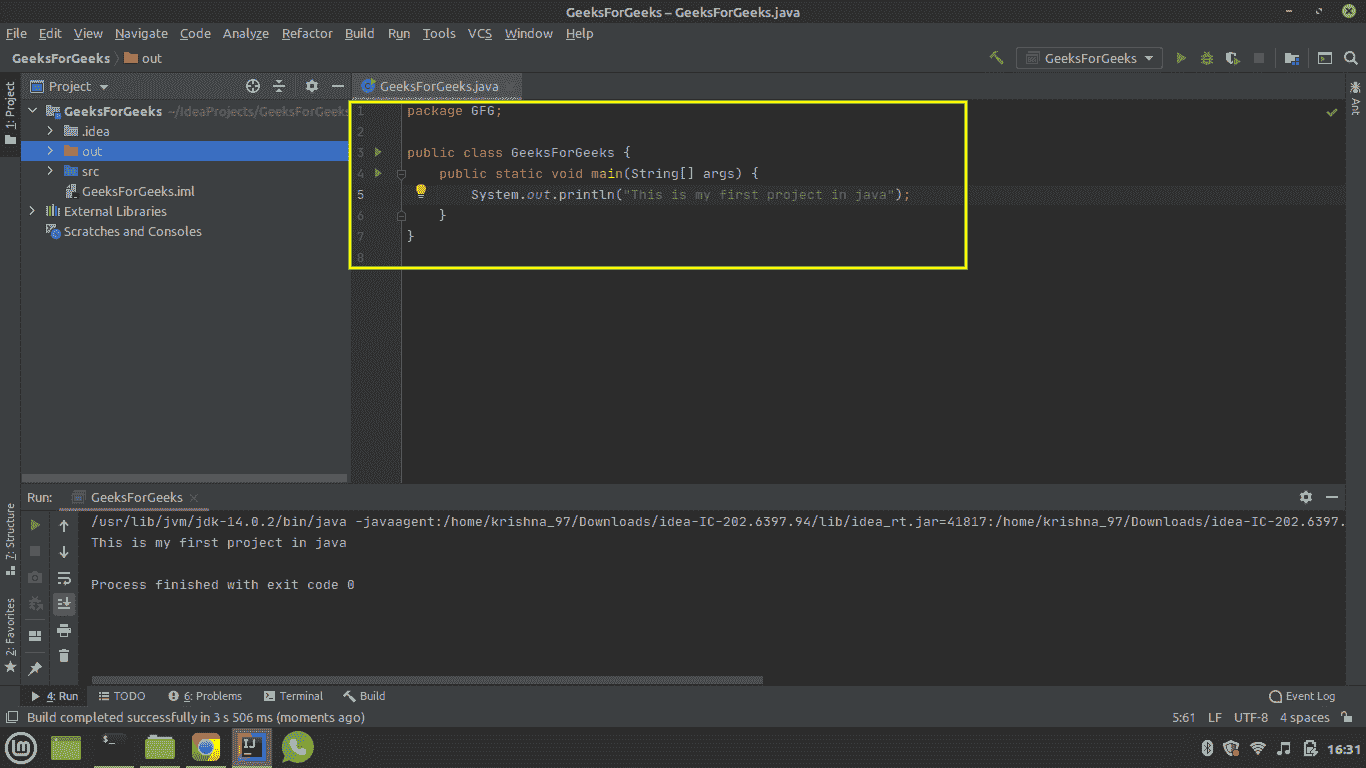 GeeksForGeeks – GeeksForGeeks.java
File Edit View Navigate Code Analyze Refactor Build Run Tools VCS Window Help
GeeksForGeeks out GeeksForGeeks
1: Project
Project
GeeksForGeeks.java
Ant
GeeksForGeeks ~/IdeaProjects/GeeksForGeeks
.idea
out
src
GeeksForGeeks.iml
External Libraries
Scratches and Consoles
1 package GFG;
2
3 public class GeeksForGeeks {
4 public static void main(String[] args) {
5 System.out.println("This is my first project in java");
6 }
7 }
8
Run: GeeksForGeeks
/usr/lib/jvm/jdk-14.0.2/bin/java -javaagent:/home/krishna_97/Downloads/idea-IC-202.6397.94/lib/idea_rt.jar=41817:/home/krishna_97/Downloads/idea-IC-202.6397.
This is my first project in java
Process finished with exit code 0
7: Structure
2: Favorites
4: Run TODO 6: Problems Terminal Build Event Log
Build completed successfully in 3 s 506 ms (moments ago) 5:61 LF UTF-8 4 spaces
IJ 16:31